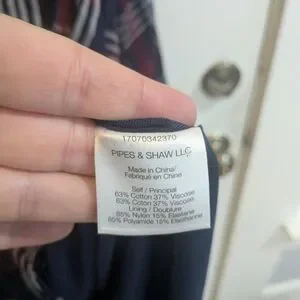 17070342370
PIPES & SHAW LLC
Made in China/
Fabriqué en Chine
Self / Principal
63% Cotton 37% Viscose
63% Coton 37% Viscose
Lining / Doublure
85% Nylon 15% Elastane
85% Polyamide 15% Elasthanne